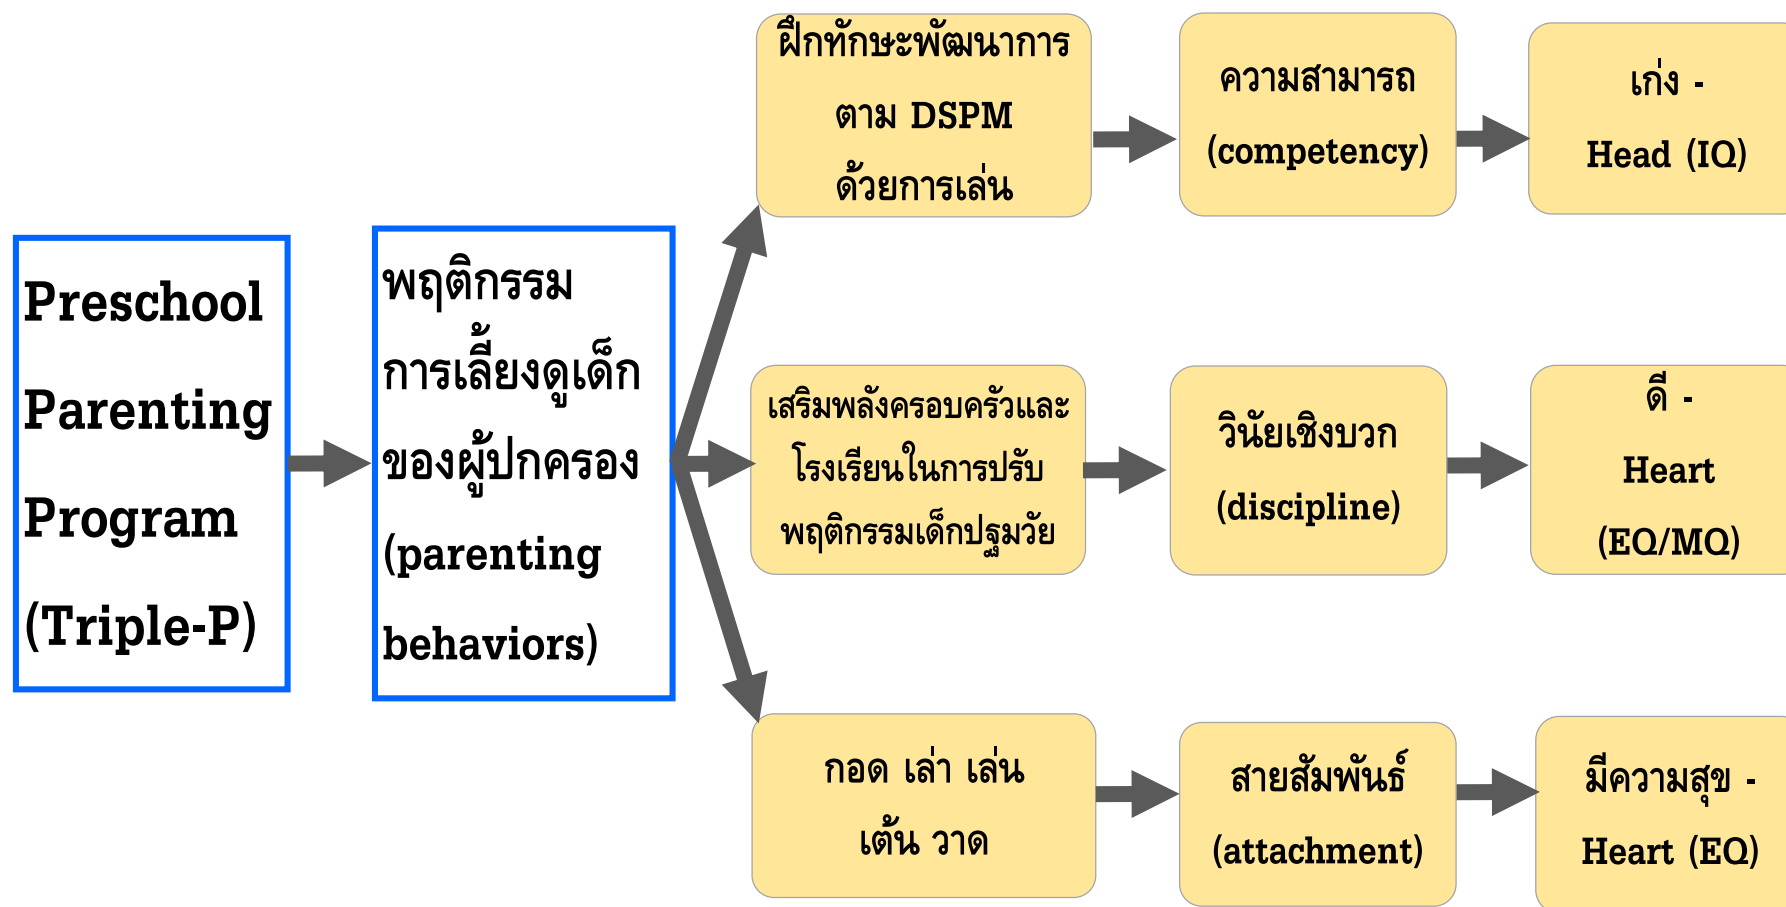 Preschool
Parenting
Program
(Triple-P)
พฤติกรรม
การเลี้ยงดูเด็ก
ของผู้ปกครอง
(parenting
behaviors)
ฝึกทักษะพัฒนาการ
ตาม DSPM
ด้วยการเล่น
ความสามารถ
(competency)
เก่ง -
Head (IQ)
เสริมพลังครอบครัวและ
โรงเรียนในการปรับ
พฤติกรรมเด็กปฐมวัย
วินัยเชิงบวก
(discipline)
ดี -
Heart
(EQ/MQ)
กอด เล่า เล่น
เต้น วาด
สายสัมพันธ์
(attachment)
มีความสุข -
Heart (EQ)